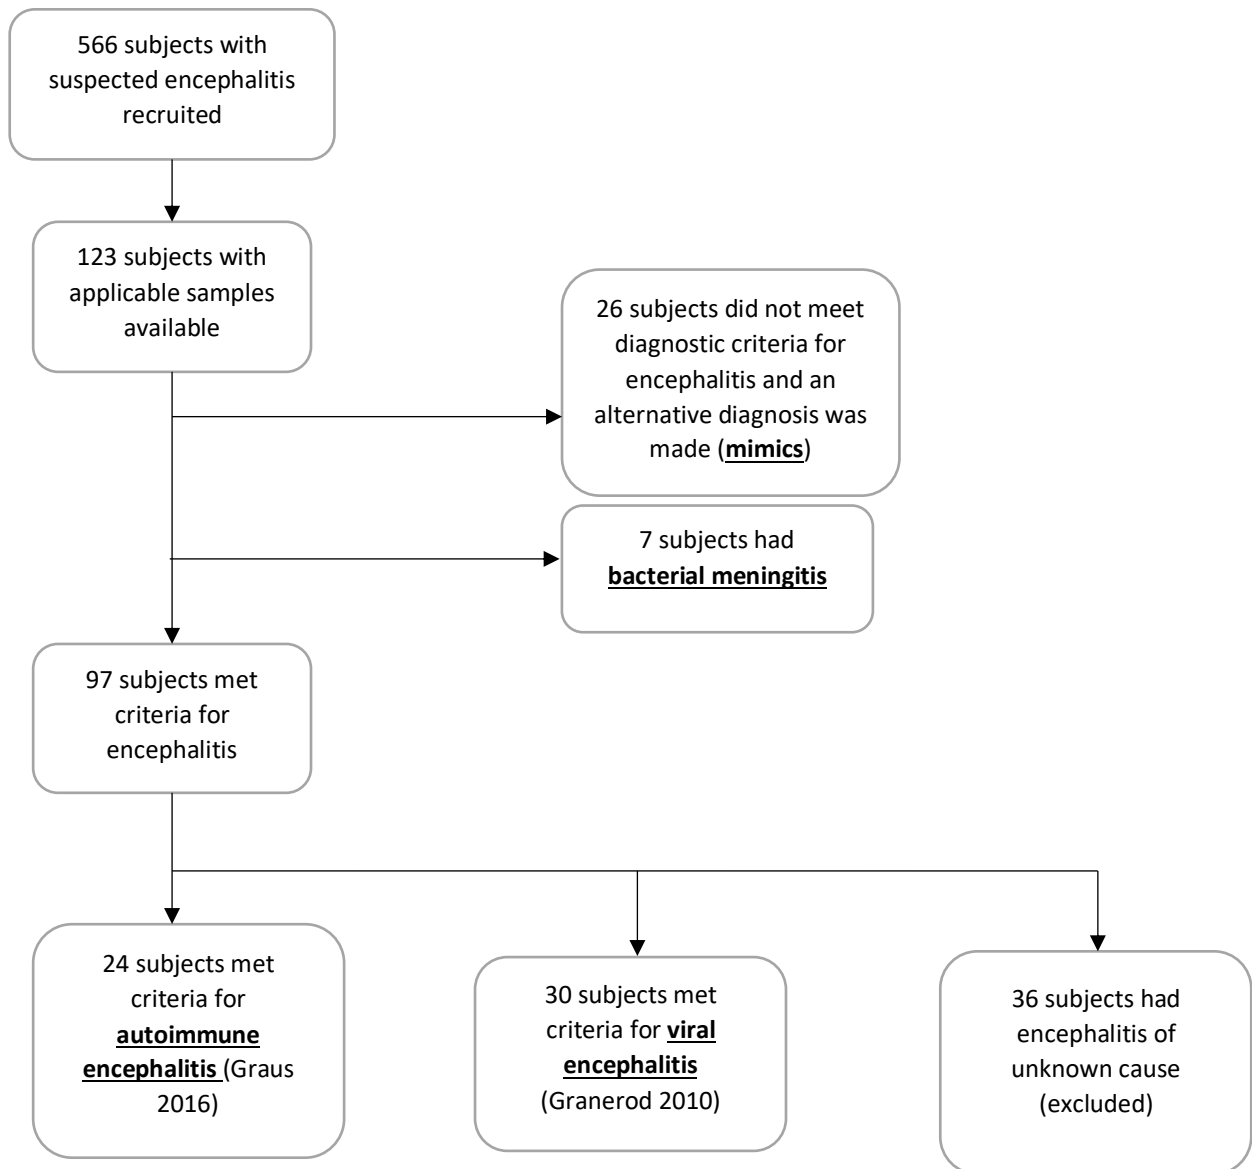 566 subjects with
suspected encephalitis
recruited
123 subjects with
applicable samples
available
26 subjects did not meet
diagnostic criteria for
encephalitis and an
alternative diagnosis was
made (mimics)
7 subjects had
bacterial meningitis
97 subjects met
criteria for
encephalitis
24 subjects met
criteria for
autoimmune
encephalitis (Graus
2016)
30 subjects met
criteria for viral
encephalitis
(Granerod 2010)
36 subjects had
encephalitis of
unknown cause
(excluded)